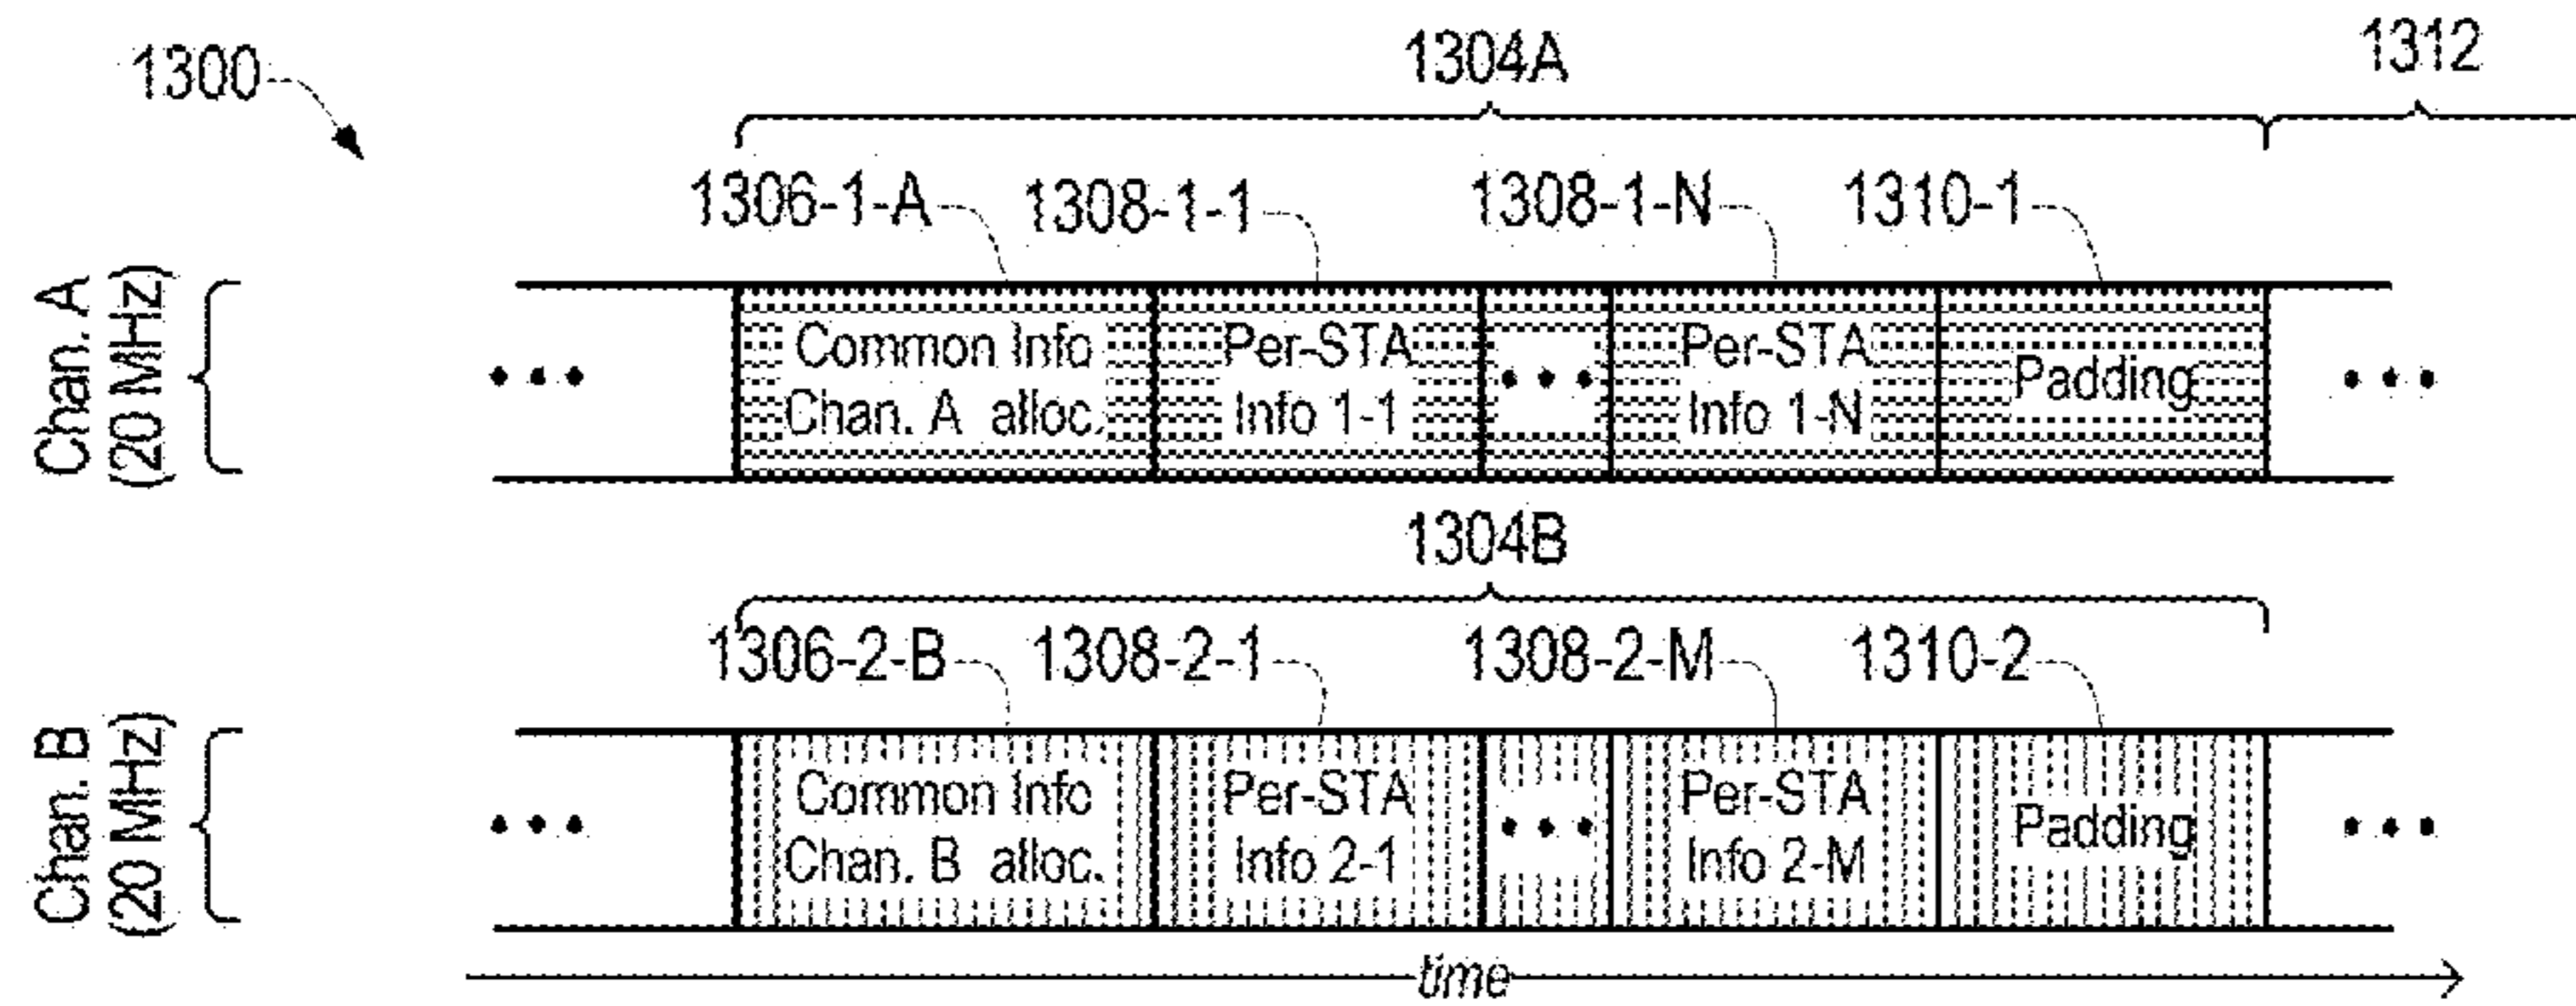 1300
1304A
1312
1306-1-A
1308-1-1
1308-1-N
1310-1
Chan. A
(20 MHz)
Common Info
Chan. A alloc.
Per-STA
Info 1-1
Per-STA
Info 1-N
Padding
1304B
1306-2-B
1308-2-1
1308-2-M
1310-2
Chan. B
(20 MHz)
Common Info
Chan. B alloc.
Per-STA
Info 2-1
Per-STA
Info 2-M
Padding
time